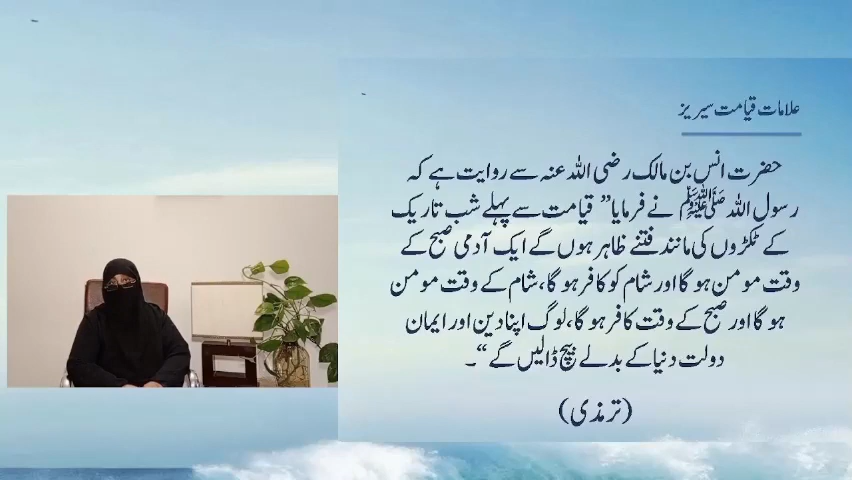 علامات قیامت سیریز
حضرت انس بن مالک رضی اللہ عنہ سے روایت ہے کہ
رسول اللہ ﷺ نے فرمایا” قیامت سے پہلے شب تاریک
کے ٹکڑوں کی مانند فتنے ظاہر ہوں گے ایک آدمی صبح کے
وقت مومن ہو گا اور شام کو کافر ہو گا، شام کے وقت مومن
ہو گا اور صبح کے وقت کافر ہو گا، لوگ اپنا دین اور ایمان
دولت دنیا کے بدلے بیچ ڈالیں گے“۔
(ترمذی)